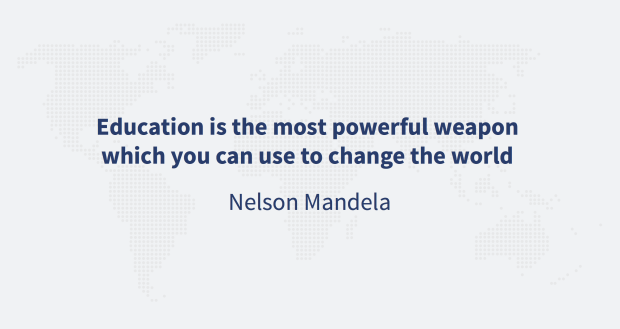 Education is the most powerful weapon
which you can use to change the world
Nelson Mandela